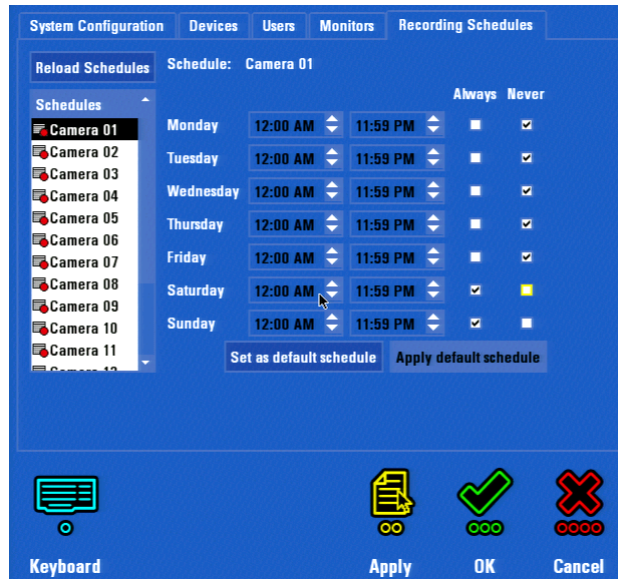 System Configuration Devices Users Monitors Recording Schedules
Reload Schedules Schedule: Camera 01
Always Never
Schedules
Camera 01
Camera 02
Camera 03
Camera 04
Camera 05
Camera 06
Camera 07
Camera 08
Camera 09
Camera 10
Camera 11
Monday 12:00 AM 11:59 PM
Tuesday 12:00 AM 11:59 PM
Wednesday 12:00 AM 11:59 PM
Thursday 12:00 AM 11:59 PM
Friday 12:00 AM 11:59 PM
Saturday 12:00 AM 11:59 PM
Sunday 12:00 AM 11:59 PM
Set as default schedule Apply default schedule
Keyboard Apply OK Cancel